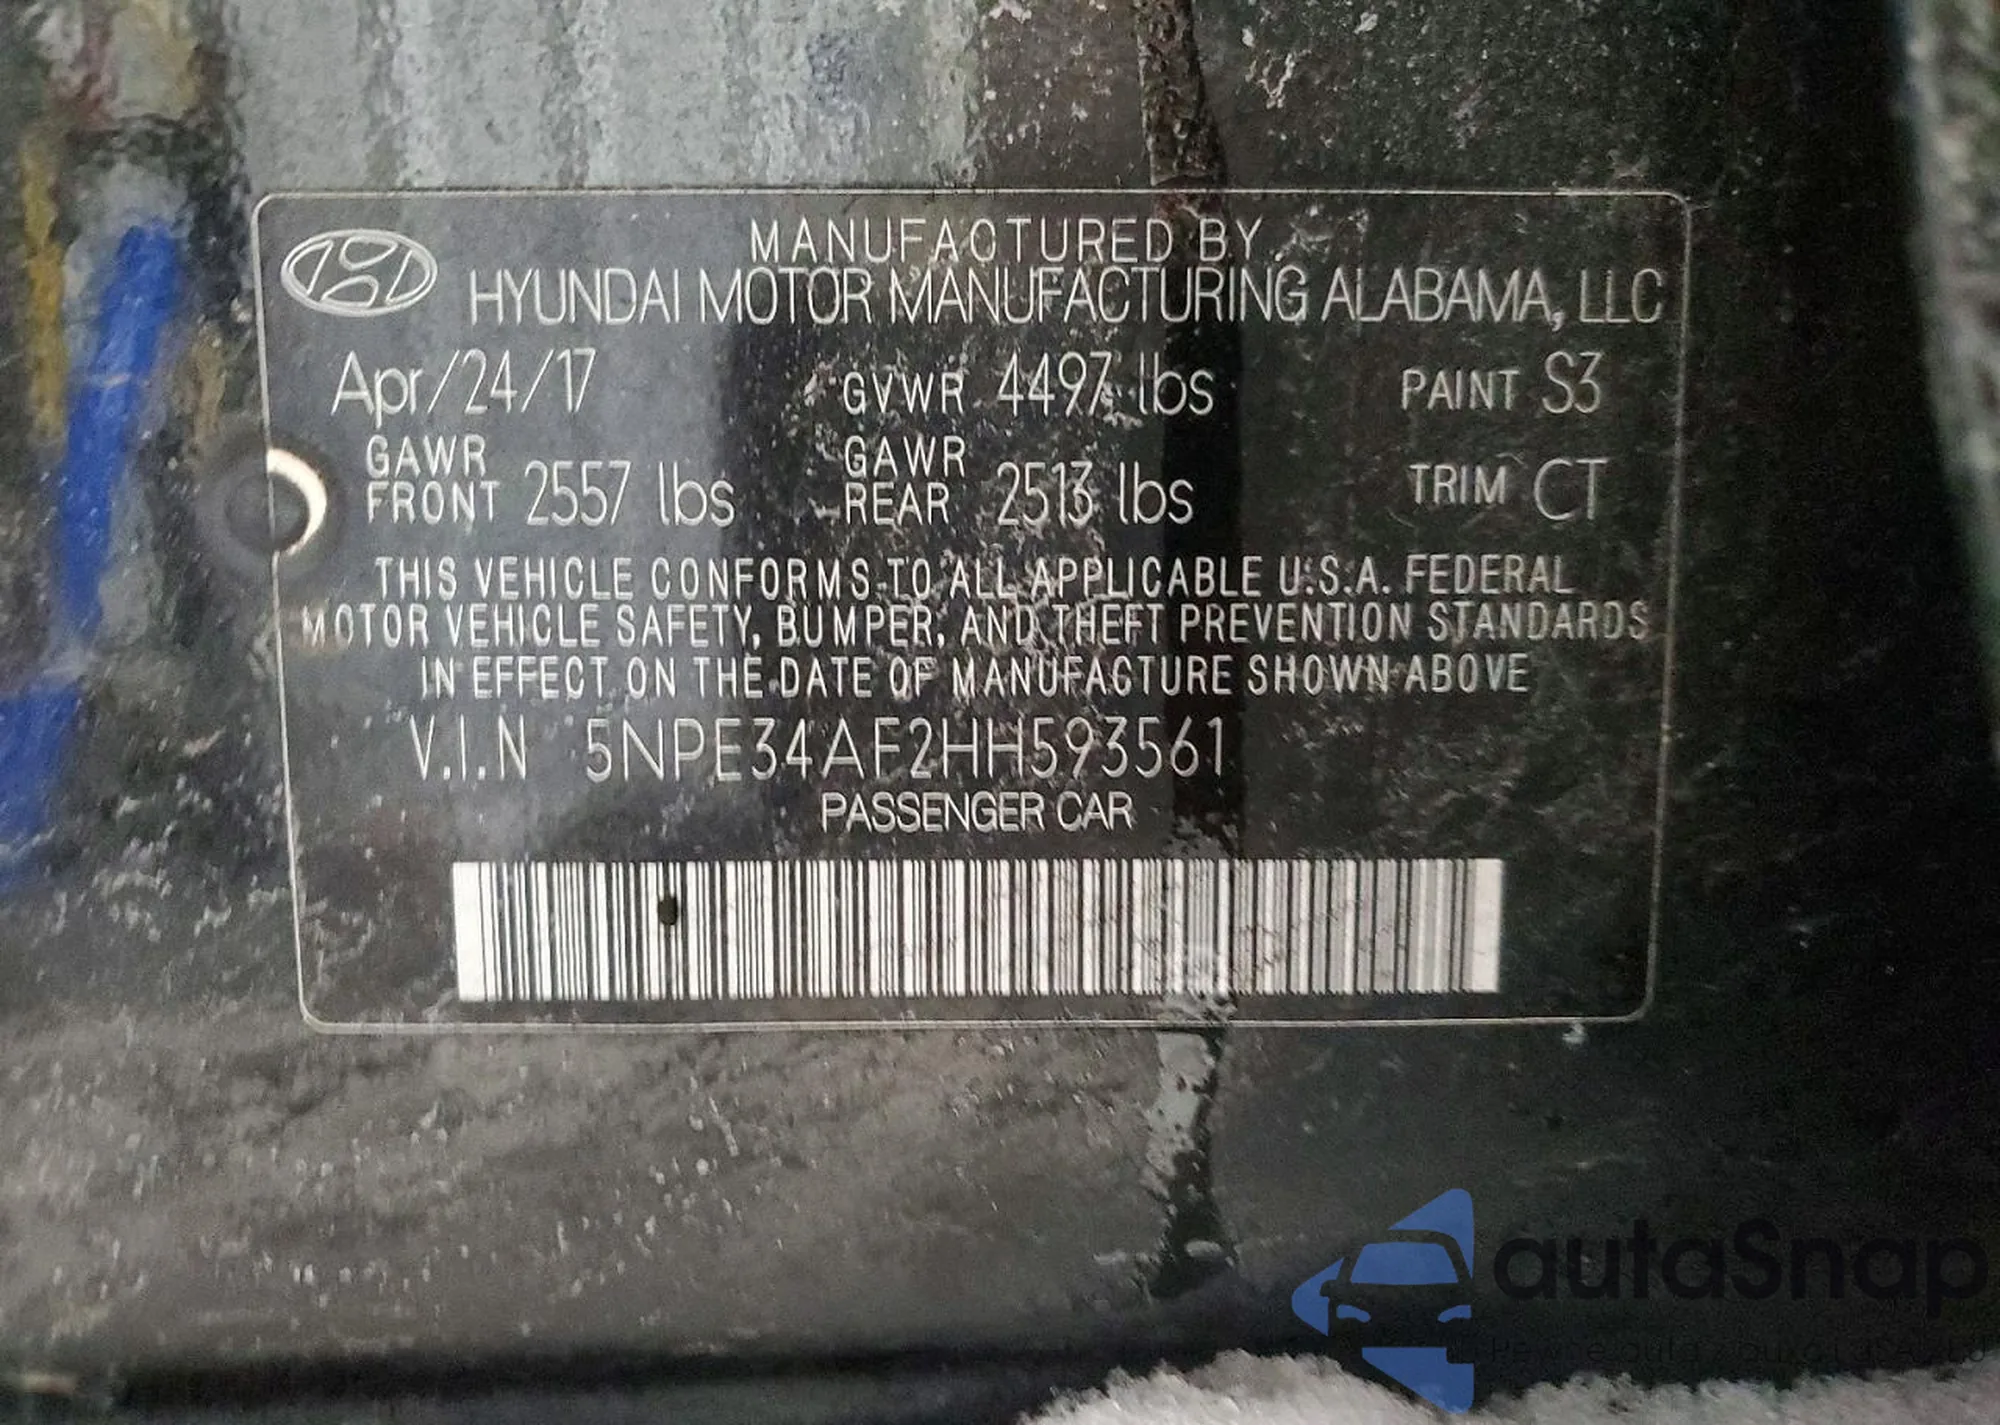 MANUFACTURED BY
HYUNDAI MOTOR MANUFACTURING ALABAMA, LLC
Apr/24/17 GVWR 4497 lbs PAINT S3
GAWR FRONT 2557 lbs GAWR REAR 2513 lbs TRIM CT
THIS VEHICLE CONFORMS TO ALL APPLICABLE U.S.A. FEDERAL
MOTOR VEHICLE SAFETY, BUMPER, AND THEFT PREVENTION STANDARDS
IN EFFECT ON THE DATE OF MANUFACTURE SHOWN ABOVE
V.I.N 5NPE34AF2HH593561
PASSENGER CAR
autaSnap